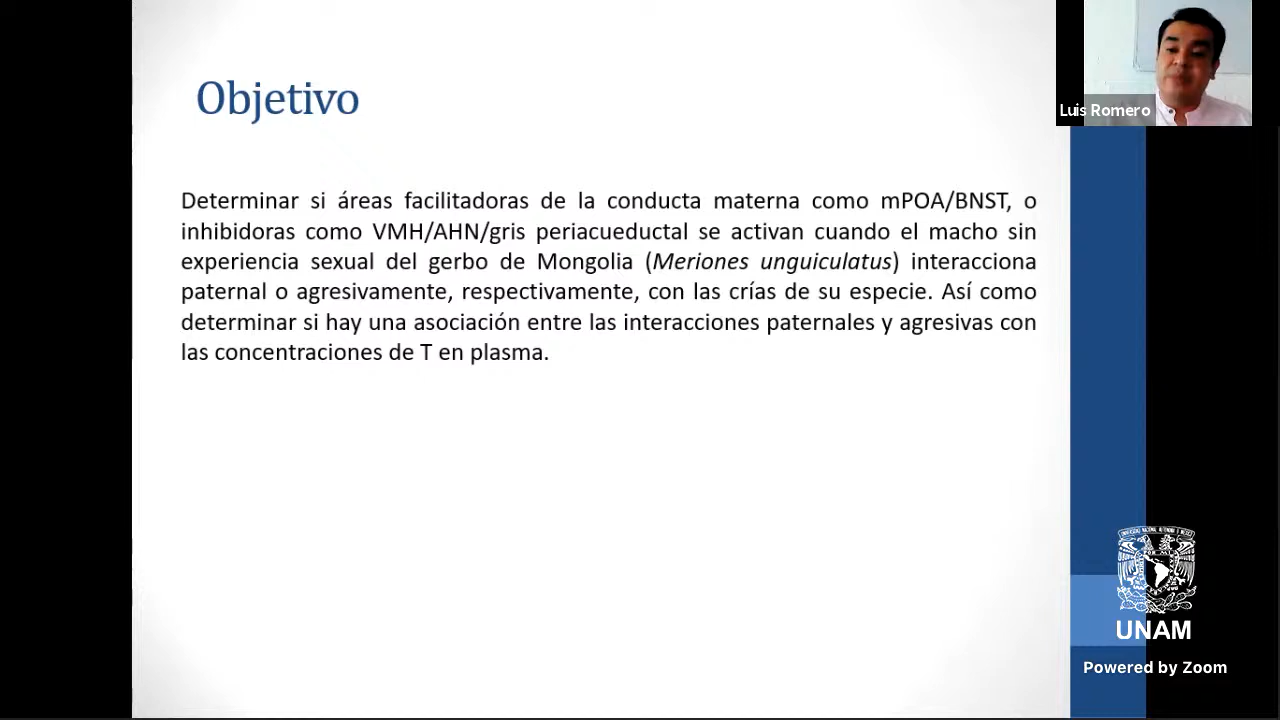 Objetivo
Determinar si áreas facilitadoras de la conducta materna como mPOA/BNST, o
inhibidoras como VMH/AHN/gris periacueductal se activan cuando el macho sin
experiencia sexual del gerbo de Mongolia (Meriones unguiculatus) interacciona
paternal o agresivamente, respectivamente, con las crías de su especie. Así como
determinar si hay una asociación entre las interacciones paternales y agresivas con
las concentraciones de T en plasma.
Luis Romero
UNAM
Powered by Zoom